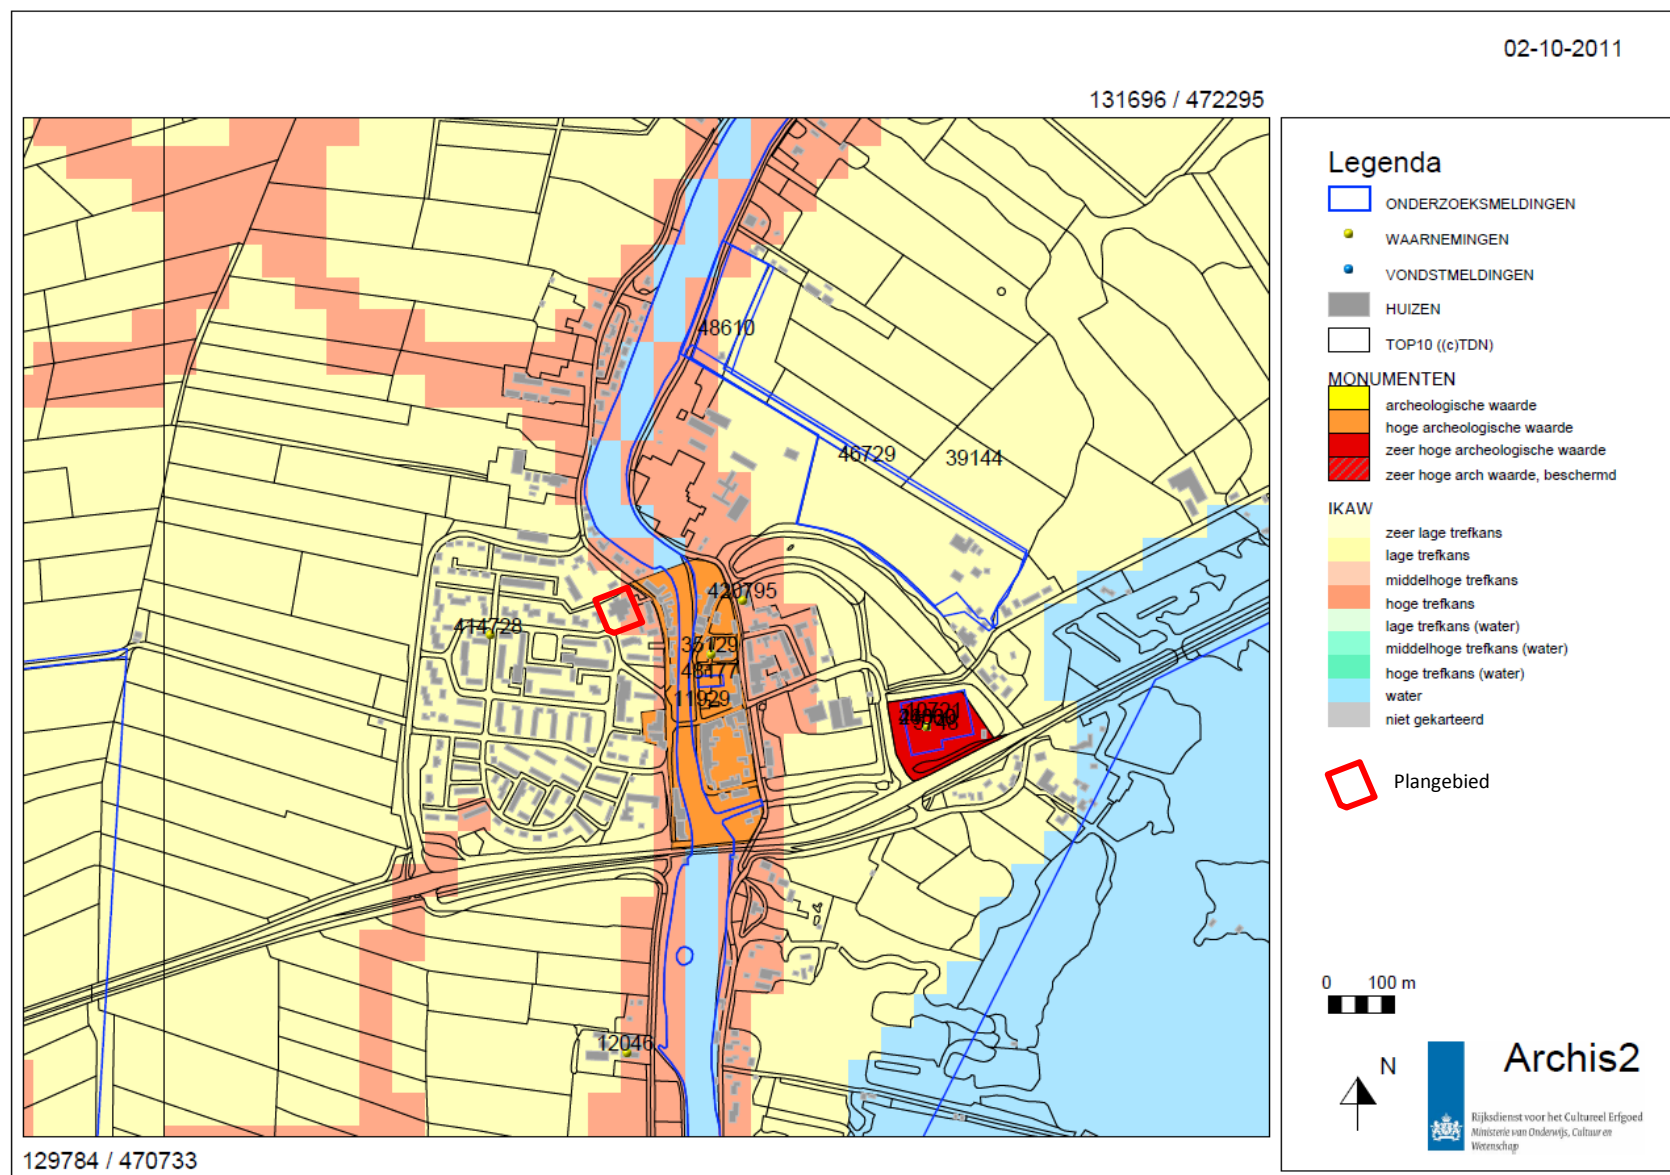 02-10-2011
131696 / 472295
48610
46729
39144
420795
414728
35129
48177
11929
12046
129784 / 470733
Legenda
ONDERZOEKSMELDINGEN
WAARNEMINGEN
VONDSTMELDINGEN
HUIZEN
TOP10 ((c)TDN)
MONUMENTEN
archeologische waarde
hoge archeologische waarde
zeer hoge archeologische waarde
zeer hoge arch waarde, beschermd
IKAW
zeer lage trefkans
lage trefkans
middelhoge trefkans
hoge trefkans
lage trefkans (water)
middelhoge trefkans (water)
hoge trefkans (water)
water
niet gekarteerd
Plangebied
0 100 m
N
Archis2
Rijksdienst voor het Cultureel Erfgoed
Ministerie van Onderwijs, Cultuur en
Wetenschap